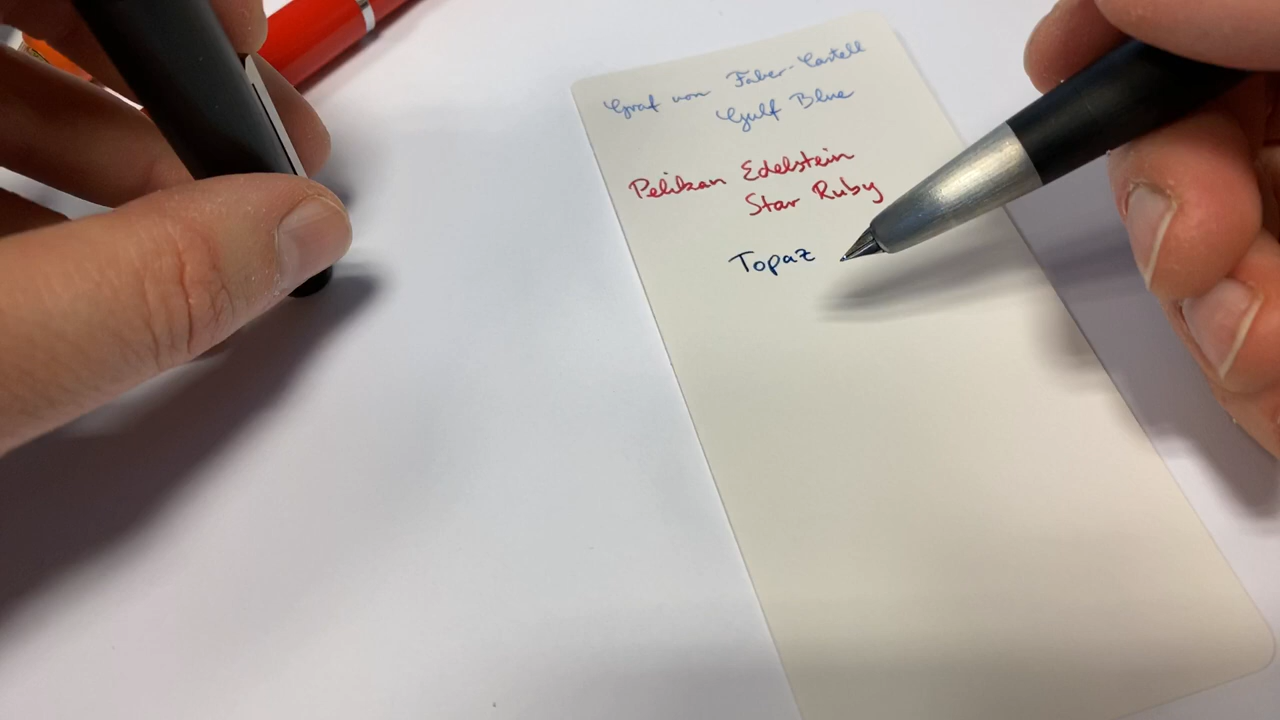 Graf von Faber-Castell
Gulf Blue
Pelikan Edelstein
Star Ruby
Topaz